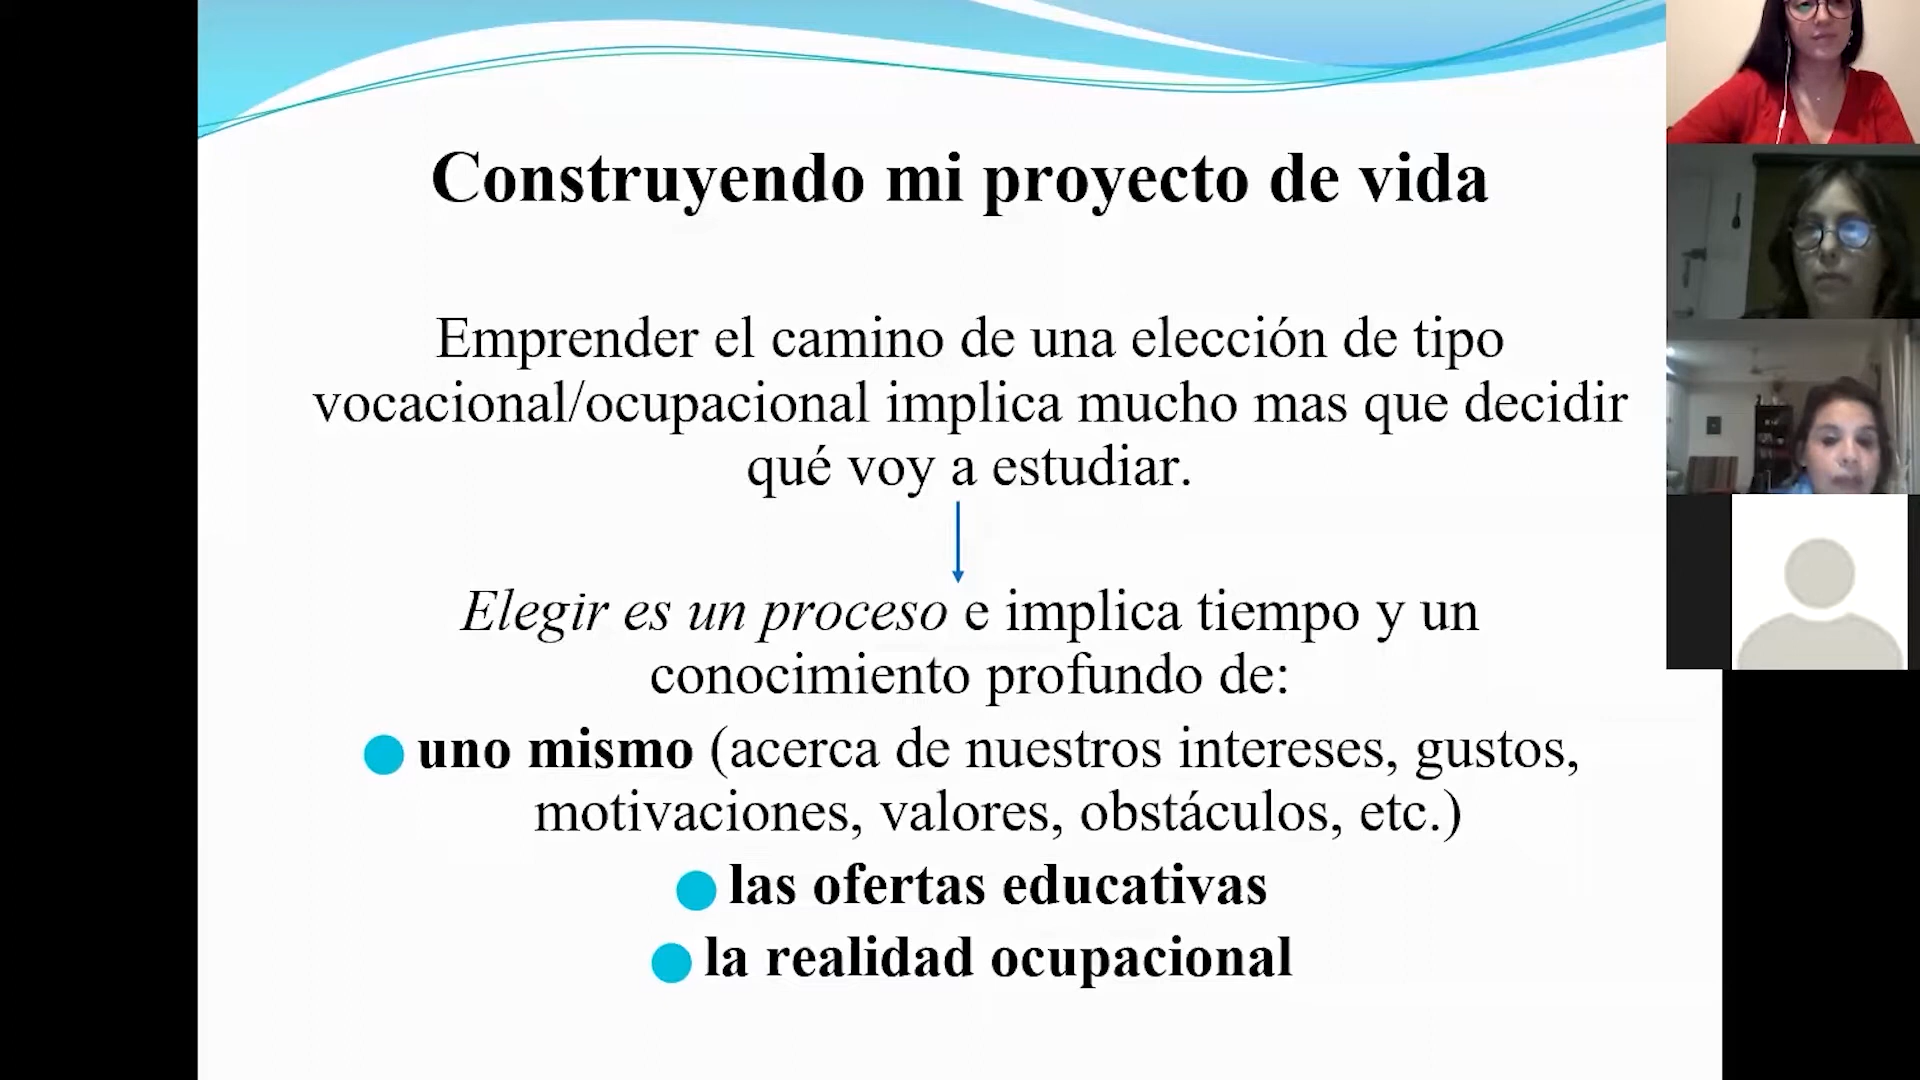 Construyendo mi proyecto de vida
Emprender el camino de una elección de tipo
vocacional/ocupacional implica mucho mas que decidir
qué voy a estudiar.
Elegir es un proceso e implica tiempo y un
conocimiento profundo de:
uno mismo (acerca de nuestros intereses, gustos,
motivaciones, valores, obstáculos, etc.)
las ofertas educativas
la realidad ocupacional